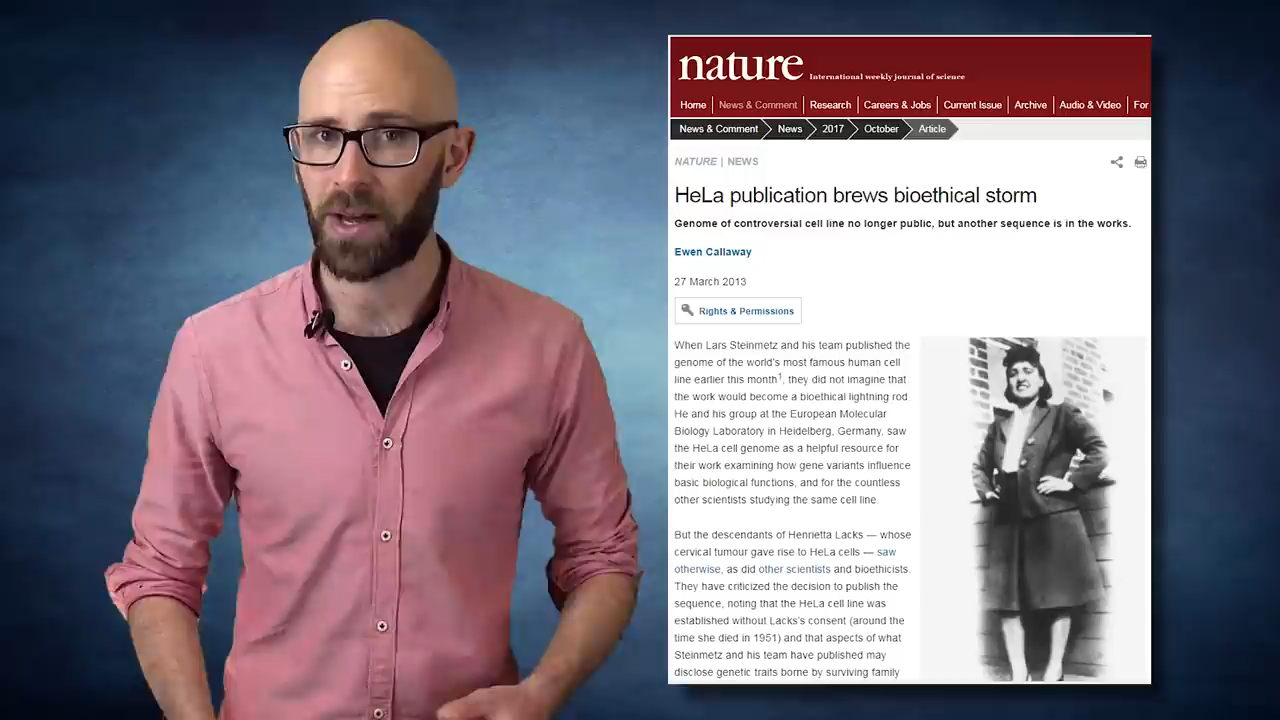 nature International weekly journal of science
Home News & Comment Research Careers & Jobs Current Issue Archive Audio & Video For
News & Comment News 2017 October Article
NATURE | NEWS
HeLa publication brews bioethical storm
Genome of controversial cell line no longer public, but another sequence is in the works.
Ewen Callaway
27 March 2013
Rights & Permissions
When Lars Steinmetz and his team published the
genome of the world's most famous human cell
line earlier this month1, they did not imagine that
the work would become a bioethical lightning rod.
He and his group at the European Molecular
Biology Laboratory in Heidelberg, Germany, saw
the HeLa cell genome as a helpful resource for
their work examining how gene variants influence
basic biological functions, and for the countless
other scientists studying the same cell line.
But the descendants of Henrietta Lacks — whose
cervical tumour gave rise to HeLa cells — saw
otherwise, as did other scientists and bioethicists.
They have criticized the decision to publish the
sequence, noting that the HeLa cell line was
established without Lacks's consent (around the
time she died in 1951) and that aspects of what
Steinmetz and his team have published may
disclose genetic traits borne by surviving family